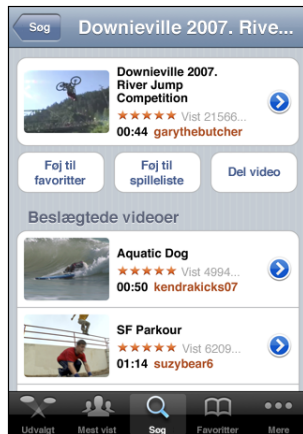 Søg
Downieville 2007. Rive...
Downieville 2007.
River Jump
Competition
Vist 21566...
00:44 garythebutcher
Føj til
favoritter
Føj til
spilleliste
Del video
Beslægtede videoer
Aquatic Dog
Vist 4994...
00:50 kendrakicks07
SF Parkour
Vist 6209...
01:14 suzybear6
Udvalgt
Mest vist
Søg
Favoritter
Mere